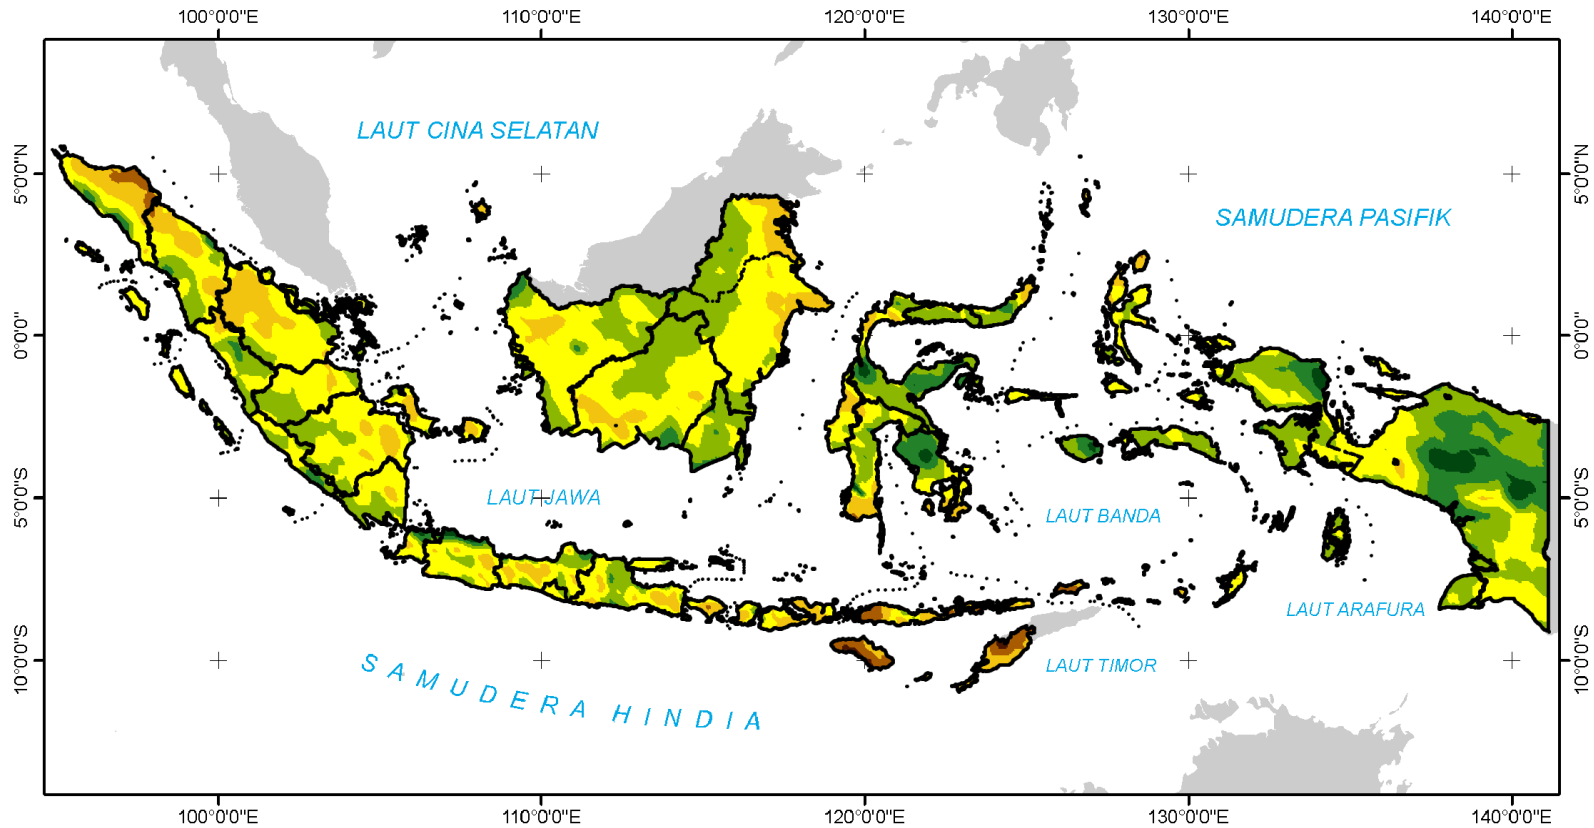 100°0'0"E 110°0'0"E 120°0'0"E 130°0'0"E 140°0'0"E
LAUT CINA SELATAN
5°0'0"N 5°0'0"N
SAMUDERA PASIFIK
0°0'0" 0°0'0"
LAUT JAWA
5°0'0"S 5°0'0"S
LAUT BANDA
LAUT ARAFURA
10°0'0"S 10°0'0"S
LAUT TIMOR
SAMUDERA HINDIA
100°0'0"E 110°0'0"E 120°0'0"E 130°0'0"E 140°0'0"E